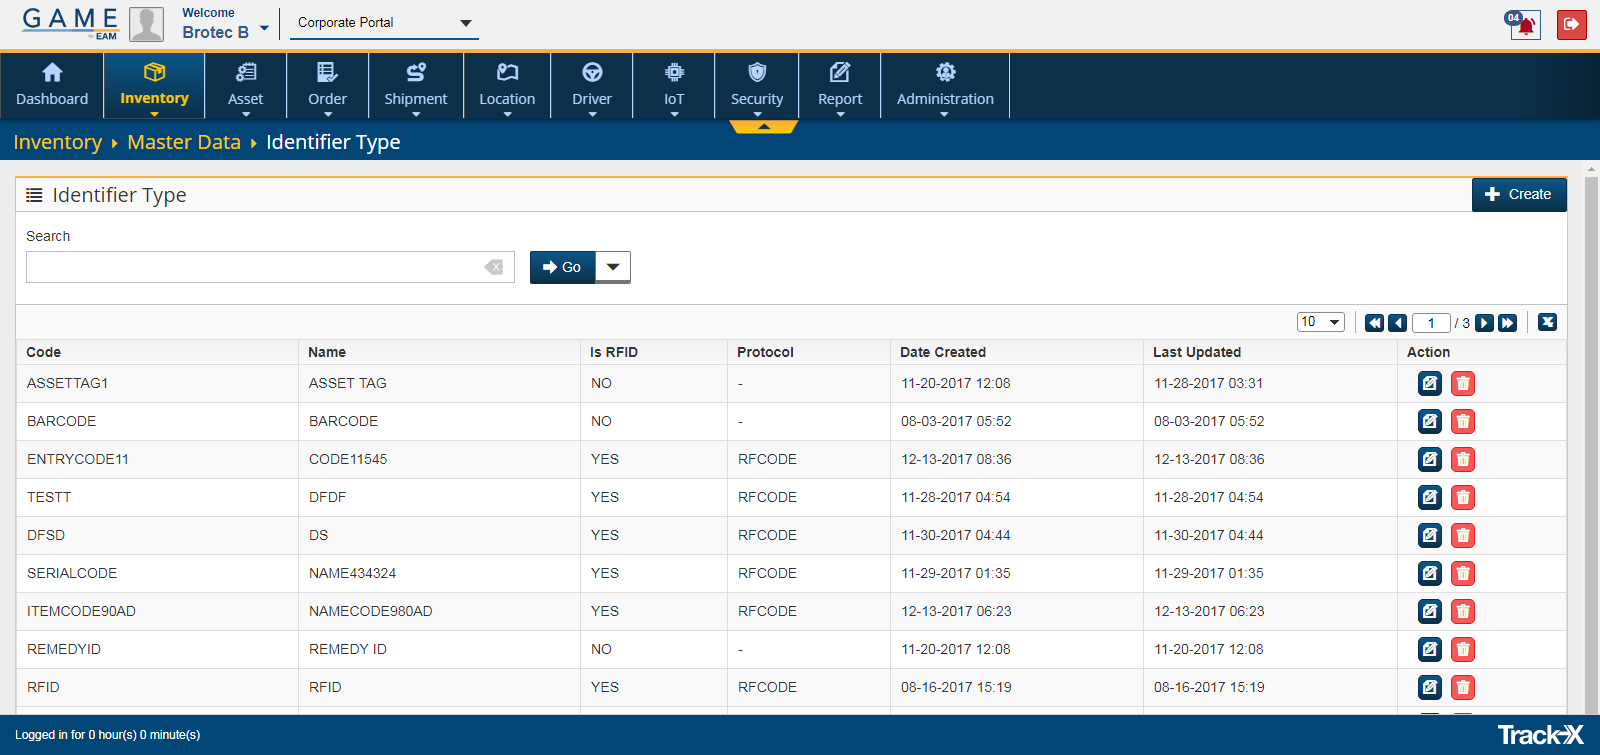 GAME
BY EAM
Welcome
Brotec B
Corporate Portal
04
Dashboard
Inventory
Asset
Order
Shipment
Location
Driver
IoT
Security
Report
Administration
Inventory Master Data Identifier Type
Identifier Type
Create
Search
Go
10
1 / 3
Code Name Is RFID Protocol Date Created Last Updated Action
ASSETTAG1 ASSET TAG NO - 11-20-2017 12:08 11-28-2017 03:31
BARCODE BARCODE NO - 08-03-2017 05:52 08-03-2017 05:52
ENTRYCODE11 CODE11545 YES RFCODE 12-13-2017 08:36 12-13-2017 08:36
TESTT DFDF YES RFCODE 11-28-2017 04:54 11-28-2017 04:54
DFSD DS YES RFCODE 11-30-2017 04:44 11-30-2017 04:44
SERIALCODE NAME434324 YES RFCODE 11-29-2017 01:35 11-29-2017 01:35
ITEMCODE90AD NAMECODE980AD YES RFCODE 12-13-2017 06:23 12-13-2017 06:23
REMEDYID REMEDY ID NO - 11-20-2017 12:08 11-20-2017 12:08
RFID RFID YES RFCODE 08-16-2017 15:19 08-16-2017 15:19
Logged in for 0 hour(s) 0 minute(s)
Track-X